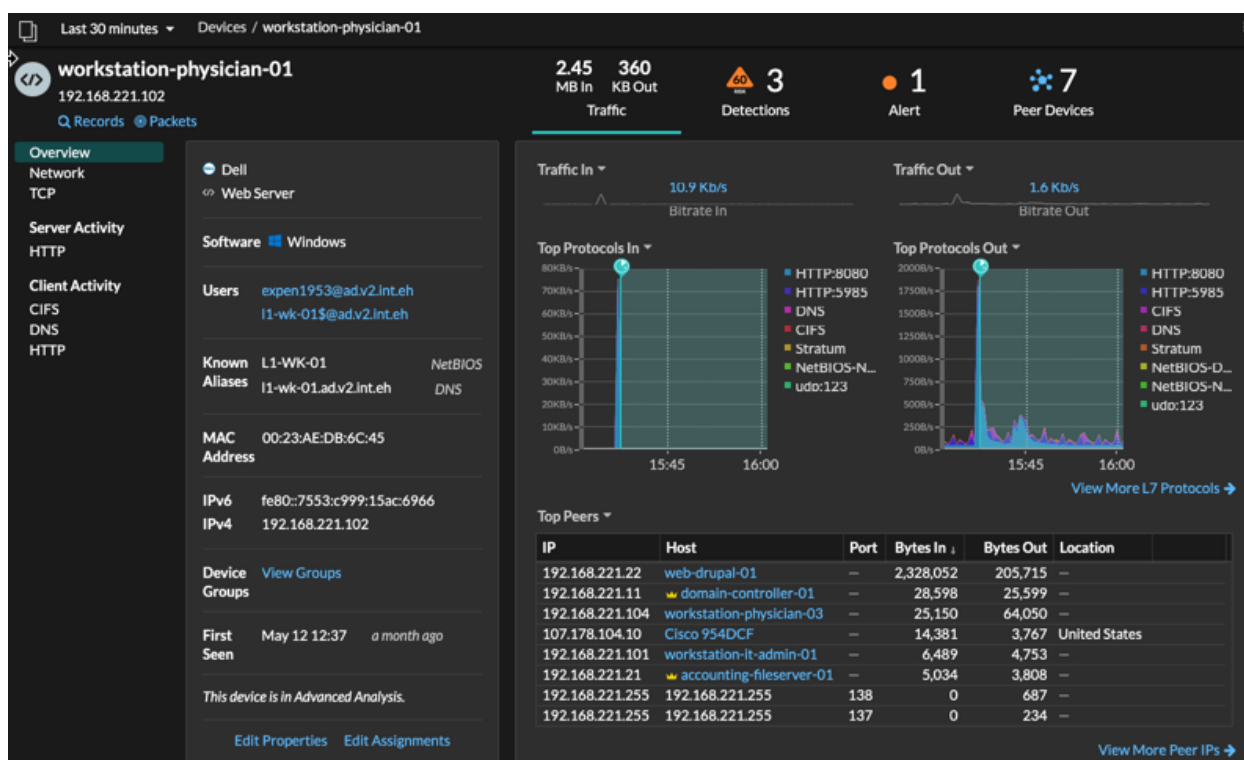 Last 30 minutes Devices / workstation-physician-01
workstation-physician-01
192.168.221.102
Records Packets
2.45 MB In 360 KB Out
Traffic
60 RISK 3
Detections
1
Alert
7
Peer Devices
Overview
Network
TCP
Server Activity
HTTP
Client Activity
CIFS
DNS
HTTP
Dell
Web Server
Software Windows
Users expen1953@ad.v2.int.eh
l1-wk-01$@ad.v2.int.eh
Known Aliases L1-WK-01 NetBIOS
l1-wk-01.ad.v2.int.eh DNS
MAC Address 00:23:AE:DB:6C:45
IPv6 fe80::7553:c999:15ac:6966
IPv4 192.168.221.102
Device Groups View Groups
First Seen May 12 12:37 a month ago
This device is in Advanced Analysis.
Edit Properties Edit Assignments
Traffic In
10.9 Kb/s
Bitrate In
Traffic Out
1.6 Kb/s
Bitrate Out
Top Protocols In
80KB/s
70KB/s
60KB/s
50KB/s
40KB/s
30KB/s
20KB/s
10KB/s
0B/s
15:45 16:00
HTTP:8080
HTTP:5985
DNS
CIFS
Stratum
NetBIOS-N...
udp:123
Top Protocols Out
2000B/s
1750B/s
1500B/s
1250B/s
1000B/s
750B/s
500B/s
250B/s
0B/s
15:45 16:00
HTTP:8080
HTTP:5985
CIFS
DNS
Stratum
NetBIOS-D...
NetBIOS-N...
udp:123
View More L7 Protocols
Top Peers
IP Host Port Bytes In ↓ Bytes Out Location
192.168.221.22 web-drupal-01 — 2,328,052 205,715 —
192.168.221.11 domain-controller-01 — 28,598 25,599 —
192.168.221.104 workstation-physician-03 — 25,150 64,050 —
107.178.104.10 Cisco 954DCF — 14,381 3,767 United States
192.168.221.101 workstation-it-admin-01 — 6,489 4,753 —
192.168.221.21 accounting-fileserver-01 — 5,034 3,808 —
192.168.221.255 192.168.221.255 138 0 687 —
192.168.221.255 192.168.221.255 137 0 234 —
View More Peer IPs